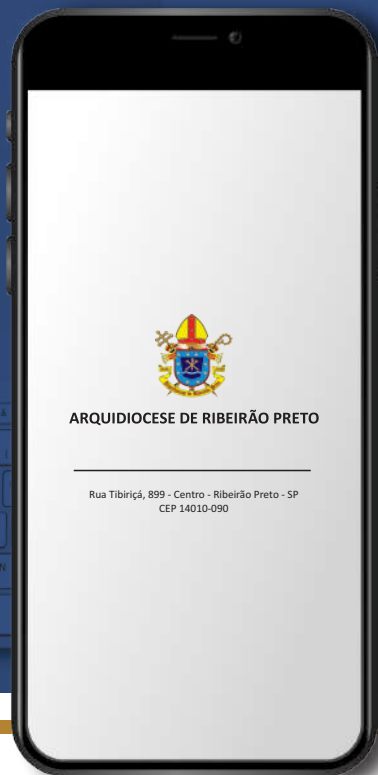 ARQUIDIOCESE DE RIBEIRÃO PRETO
Rua Tibiriçá, 899 - Centro - Ribeirão Preto - SP
CEP 14010-090